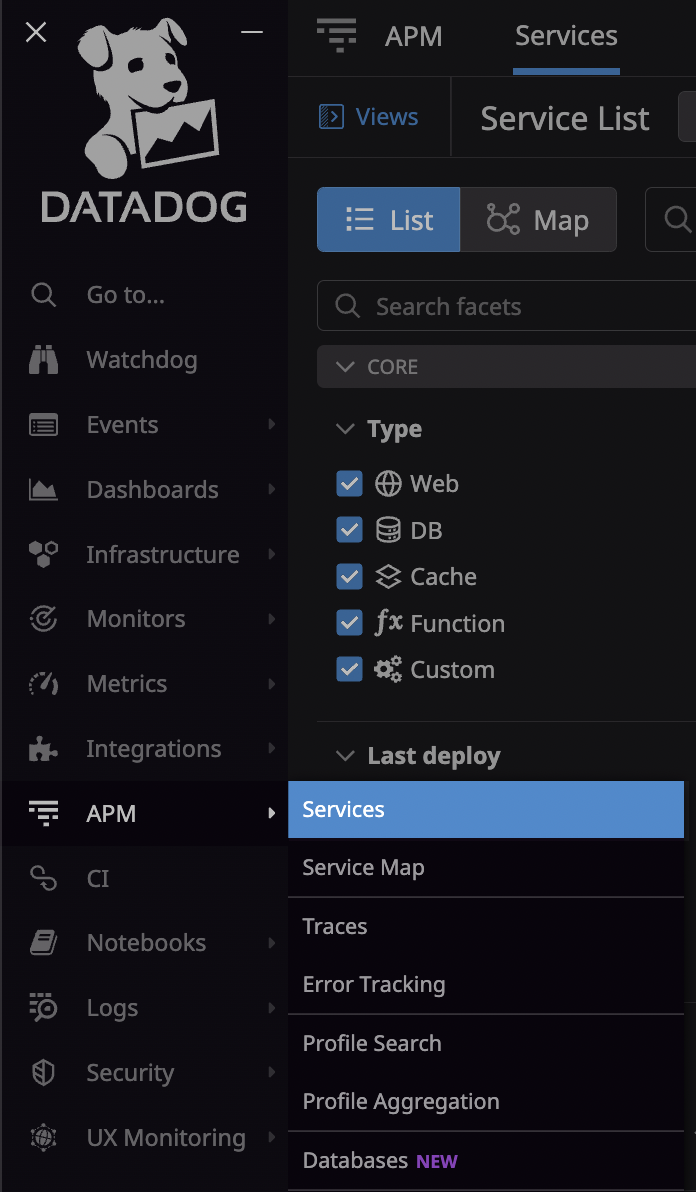 DATADOG
Go to...
Watchdog
Events
Dashboards
Infrastructure
Monitors
Metrics
Integrations
APM
CI
Notebooks
Logs
Security
UX Monitoring
APM
Services
Views
Service List
List
Map
Search facets
CORE
Type
Web
DB
Cache
Function
Custom
Last deploy
Services
Service Map
Traces
Error Tracking
Profile Search
Profile Aggregation
Databases NEW